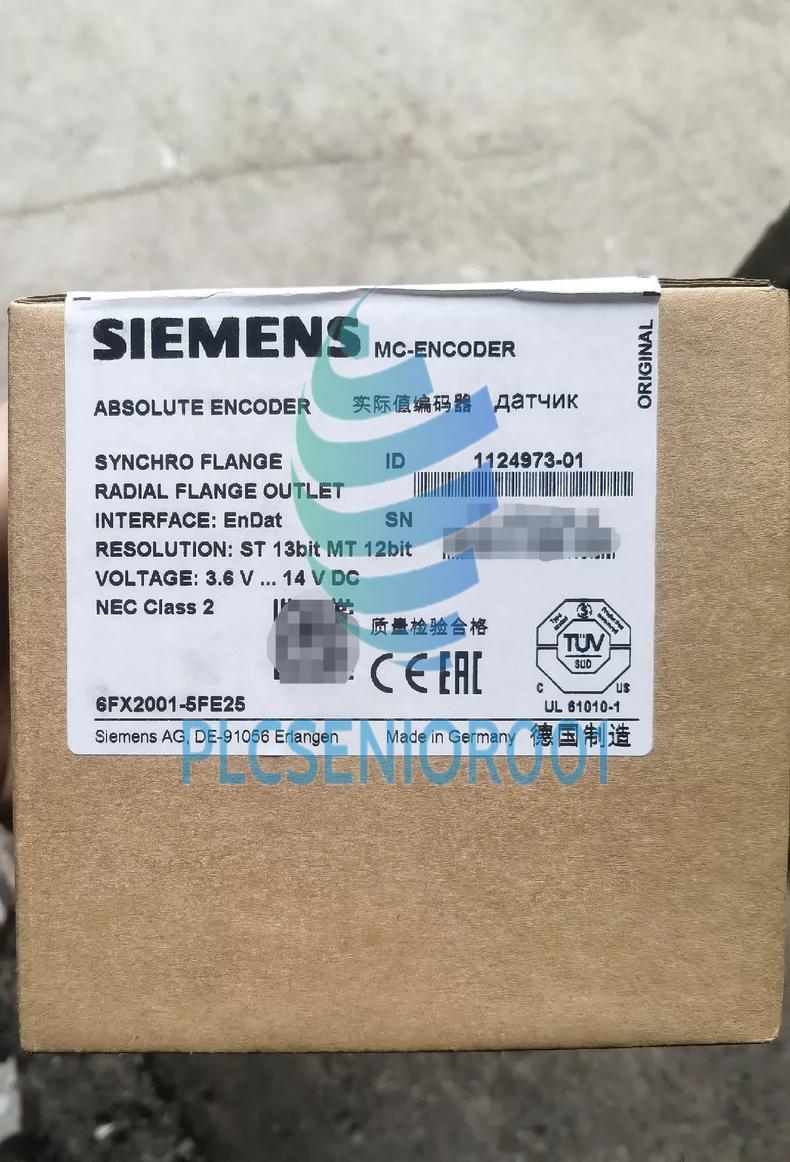 SIEMENS MC-ENCODER
ORIGINAL
ABSOLUTE ENCODER 实际值编码器 датчик
SYNCHRO FLANGE ID 1124973-01
RADIAL FLANGE OUTLET
INTERFACE: EnDat SN
RESOLUTION: ST 13bit MT 12bit
VOLTAGE: 3.6 V ... 14 V DC
NEC Class 2
质量检验合格
CE EAC
TÜV
SÜD
C US
6FX2001-5FE25 UL 61010-1
Siemens AG, DE-91056 Erlangen Made in Germany 德国制造
PLCSENIOR001